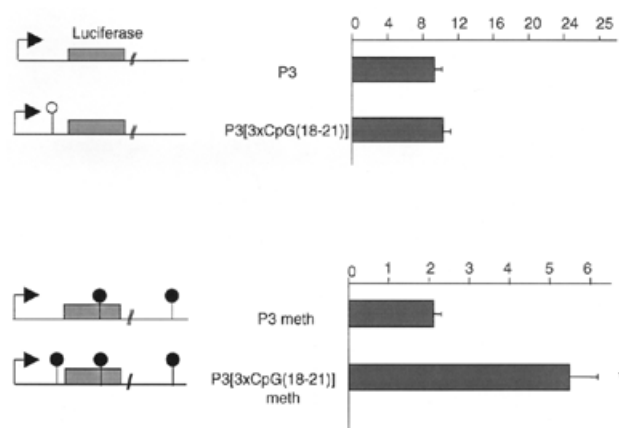 Luciferase
0 4 8 12 16 20 24 25
P3
P3[3xCpG(18-21)]
0 1 2 3 4 5 6
P3 meth
P3[3xCpG(18-21)]
meth